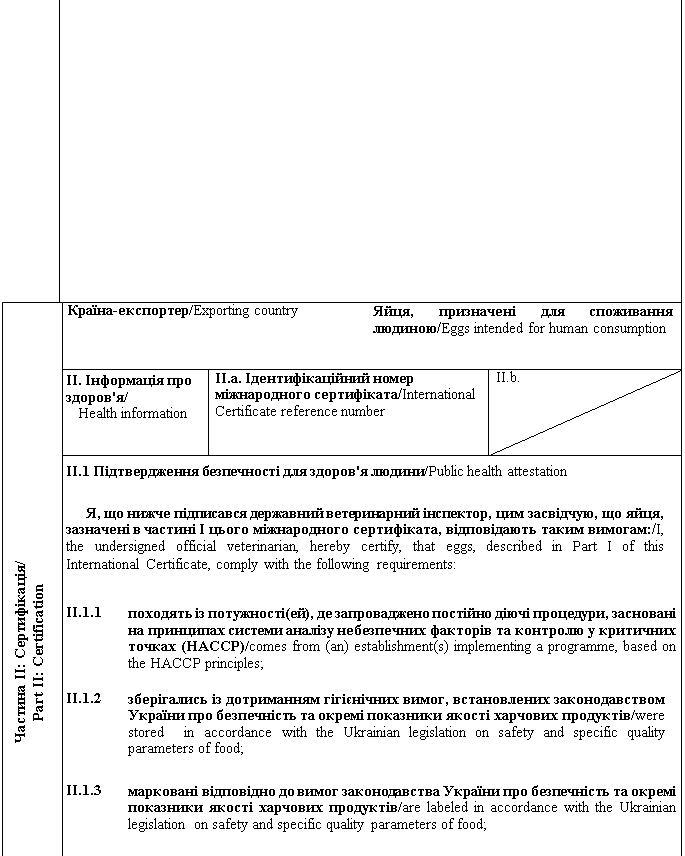 Країна-експортер/Exporting country
Яйця, призначені для споживання
людиною/Eggs intended for human consumption
II. Інформація про
здоров'я/
Health information
II.a. Ідентифікаційний номер
міжнародного сертифіката/International
Certificate reference number
II.b.
II.1 Підтвердження безпечності для здоров'я людини/Public health attestation
Я, що нижче підписався державний ветеринарний інспектор, цим засвідчую, що яйця,
зазначені в частині І цього міжнародного сертифіката, відповідають таким вимогам:/I,
the undersigned official veterinarian, hereby certify, that eggs, described in Part I of this
International Certificate, comply with the following requirements:
II.1.1 походять із потужності(ей), де запроваджено постійно діючі процедури, засновані
на принципах системи аналізу небезпечних факторів та контролю у критичних
точках (НАССР)/comes from (an) establishment(s) implementing a programme, based on
the HACCP principles;
II.1.2 зберігались із дотриманням гігієнічних вимог, встановлених законодавством
України про безпечність та окремі показники якості харчових продуктів/were
stored in accordance with the Ukrainian legislation on safety and specific quality
parameters of food;
II.1.3 марковані відповідно до вимог законодавства України про безпечність та окремі
показники якості харчових продуктів/are labeled in accordance with the Ukrainian
legislation on safety and specific quality parameters of food;
Частина II: Сертифікація/
Part II: Certification